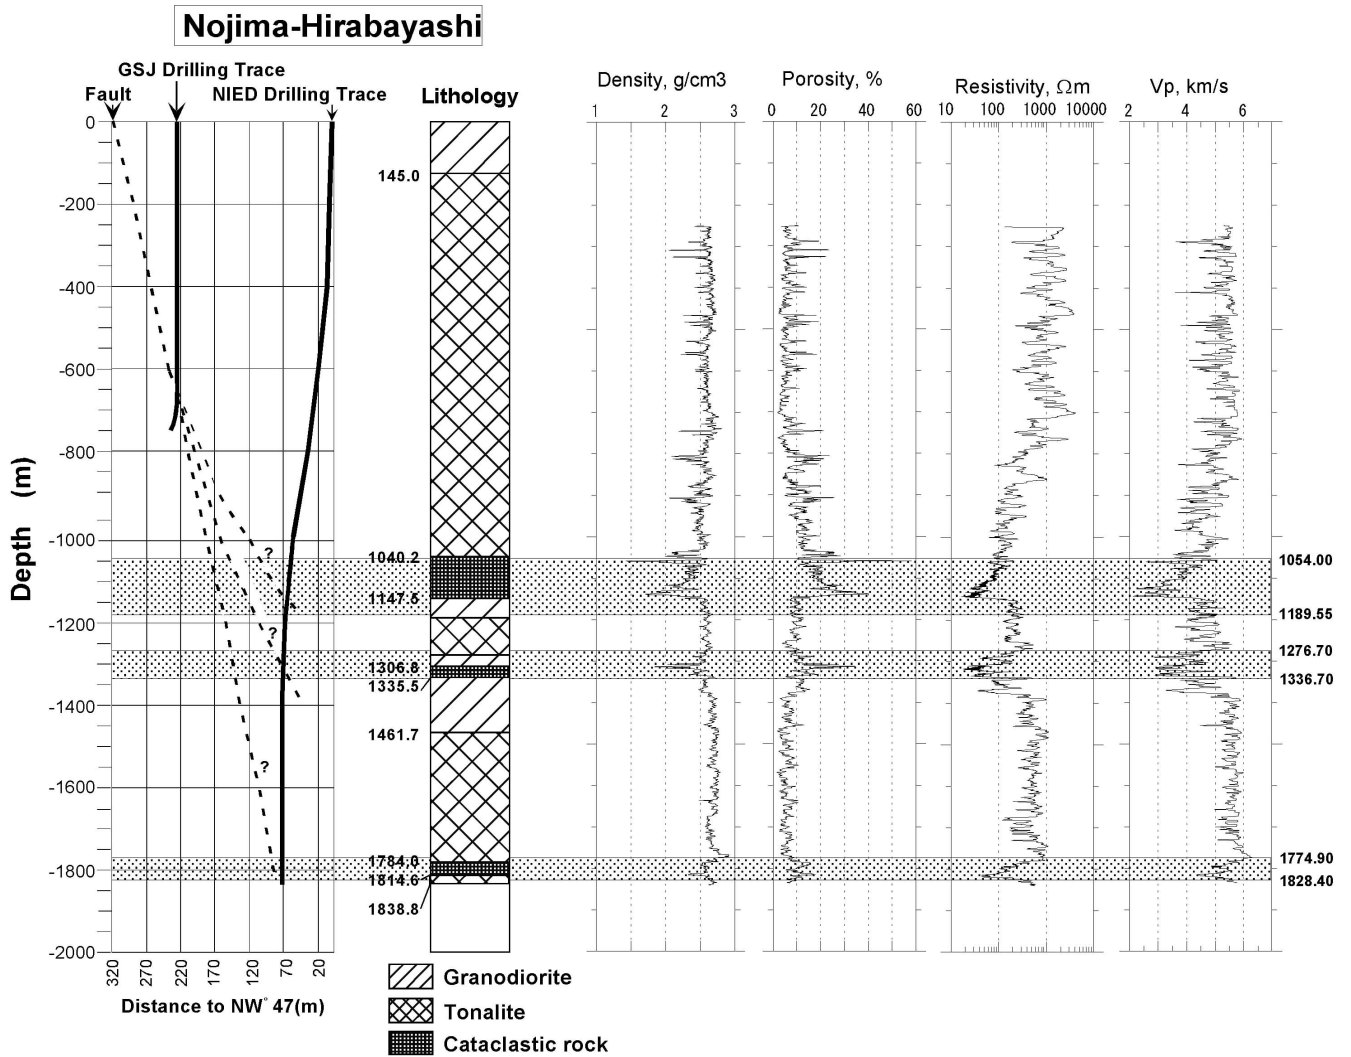 Nojima-Hirabayashi
GSJ Drilling Trace
Fault
NIED Drilling Trace
Lithology
Density, g/cm3
Porosity, %
Resistivity, Ωm
Vp, km/s
1 2 3
0 20 40 60
10 100 1000 10000
2 4 6
0
-200
-400
-600
-800
-1000
-1200
-1400
-1600
-1800
-2000
Depth (m)
145.0
1040.2
1147.5
1306.8
1335.5
1461.7
1784.0
1814.6
1838.8
?
?
?
1054.00
1189.55
1276.70
1336.70
1774.90
1828.40
320 270 220 170 120 70 20
Distance to NW° 47(m)
Granodiorite
Tonalite
Cataclastic rock